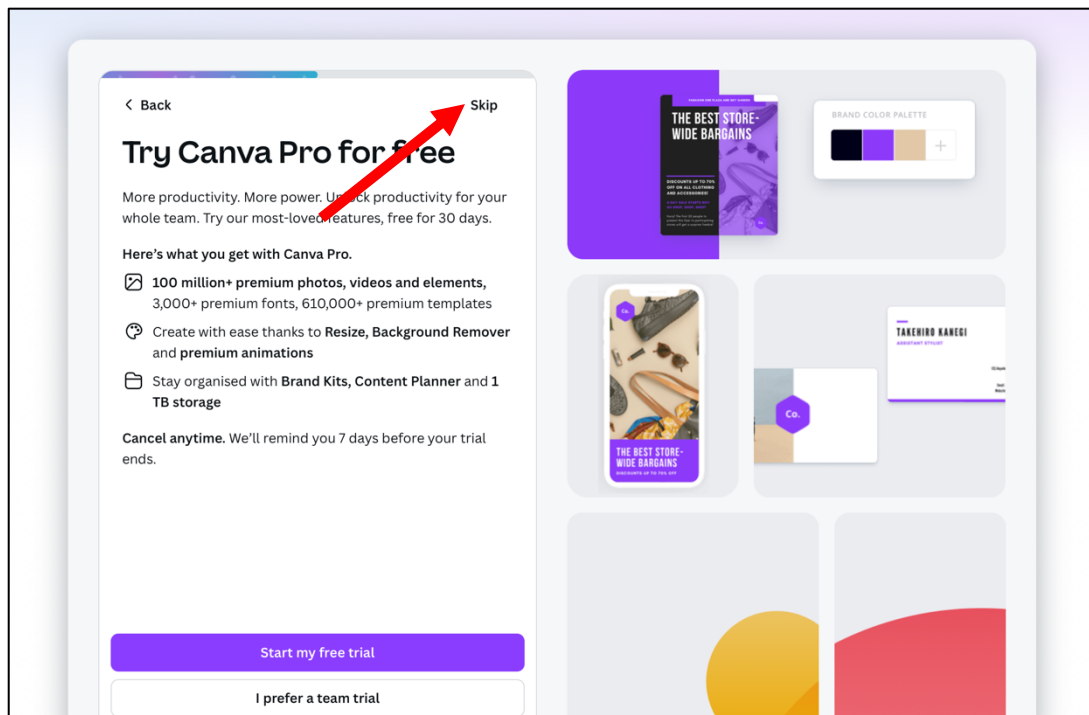 Back
Skip
Try Canva Pro for free
More productivity. More power. Unlock productivity for your
whole team. Try our most-loved features, free for 30 days.
Here’s what you get with Canva Pro.
100 million+ premium photos, videos and elements,
3,000+ premium fonts, 610,000+ premium templates
Create with ease thanks to Resize, Background Remover
and premium animations
Stay organised with Brand Kits, Content Planner and 1
TB storage
Cancel anytime. We’ll remind you 7 days before your trial
ends.
Start my free trial
I prefer a team trial
THE BEST STORE-
WIDE BARGAINS
DISCOUNTS UP TO 70%
OFF ON ALL CLOTHING
AND ACCESSORIES!
BRAND COLOR PALETTE
Co.
THE BEST STORE-
WIDE BARGAINS
DISCOUNTS UP TO 70% OFF
TAKEHIRO KANEGI
ASSISTANT STYLIST
Co.